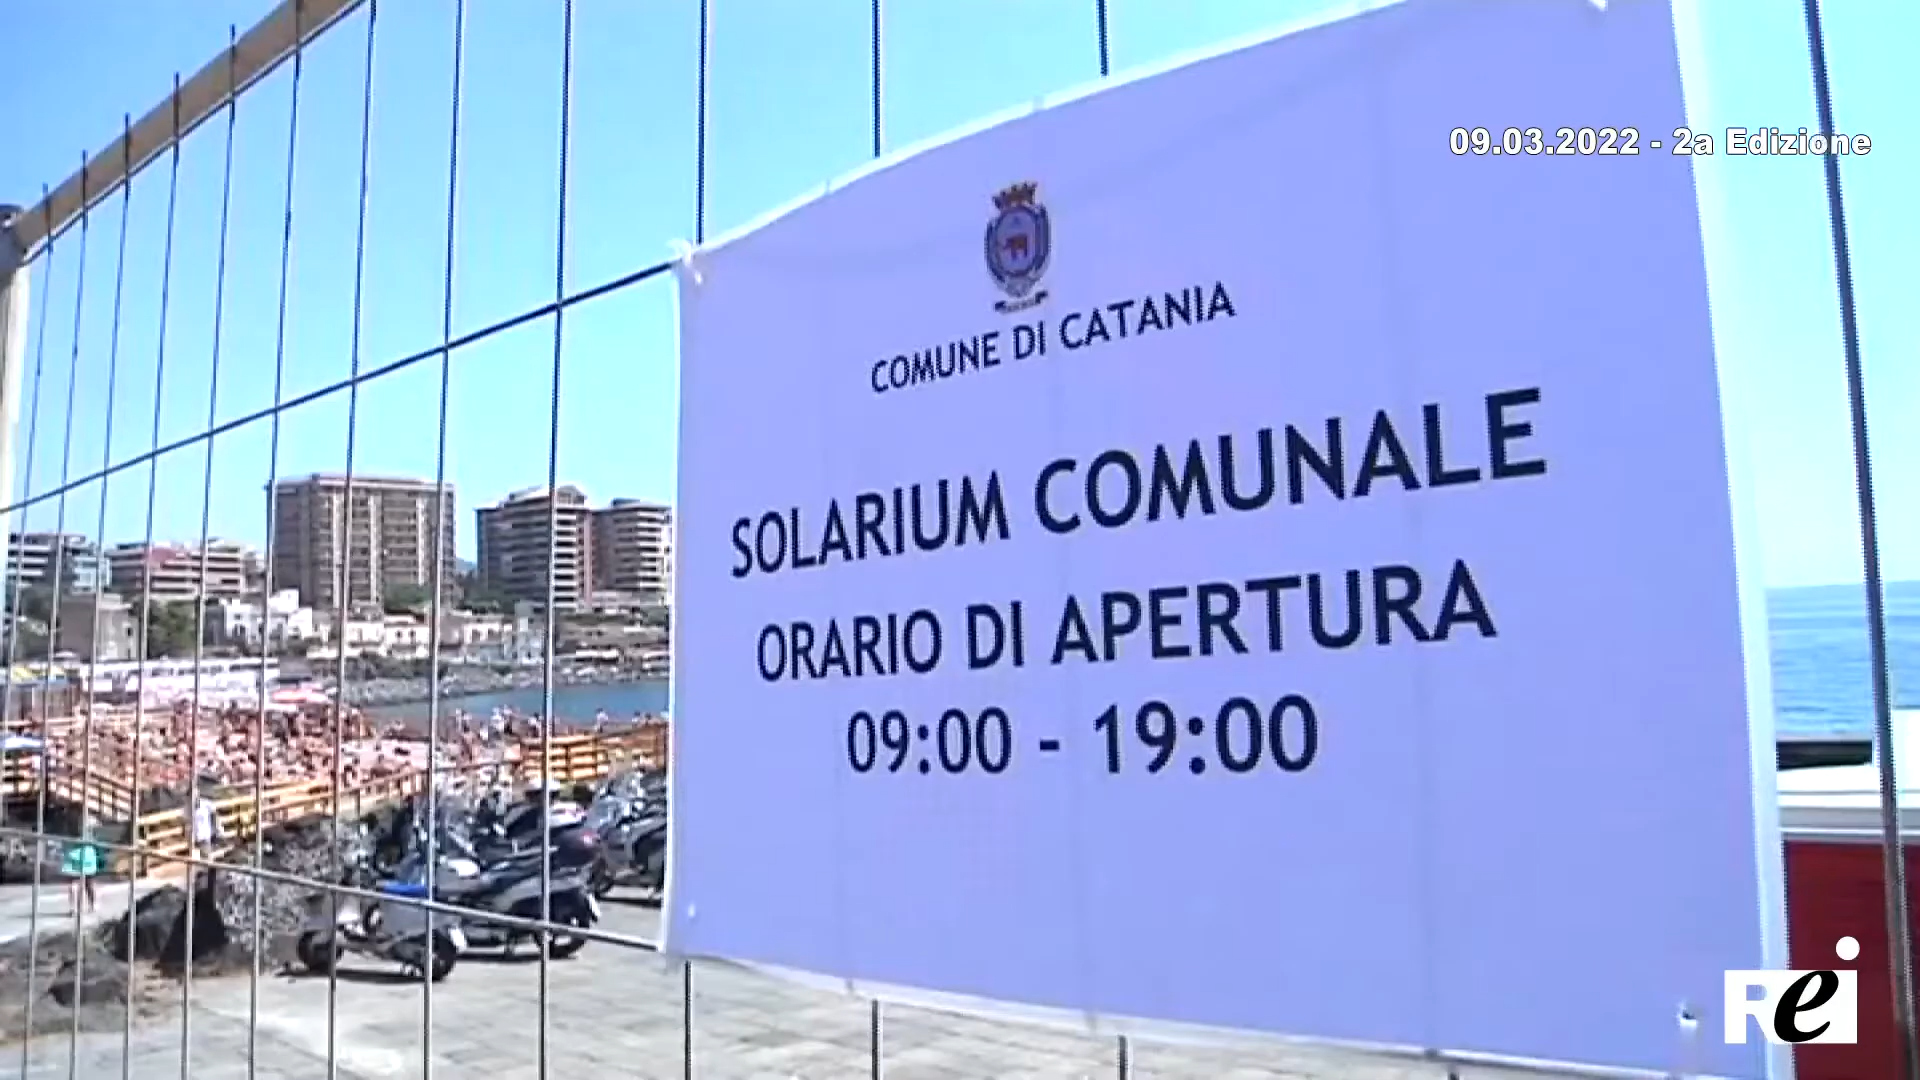 09.03.2022 - 2a Edizione
COMUNE DI CATANIA
SOLARIUM COMUNALE
ORARIO DI APERTURA
09:00 - 19:00
Rei